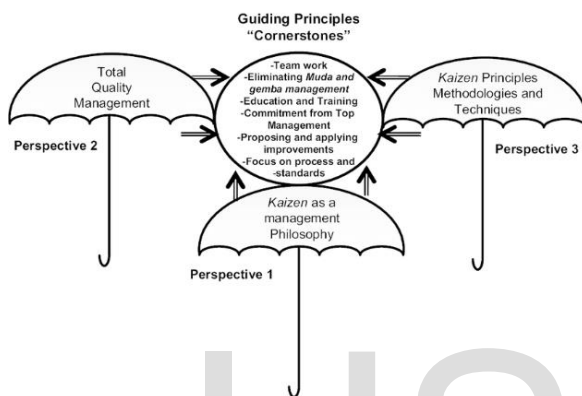 Guiding Principles
“Cornerstones”
-Team work
-Eliminating Muda and
gemba management
-Education and Training
-Commitment from Top
Management
-Proposing and applying
improvements
-Focus on process and
-standards
Total
Quality
Management
Perspective 2
Kaizen Principles
Methodologies and
Techniques
Perspective 3
Kaizen as a
management
Philosophy
Perspective 1